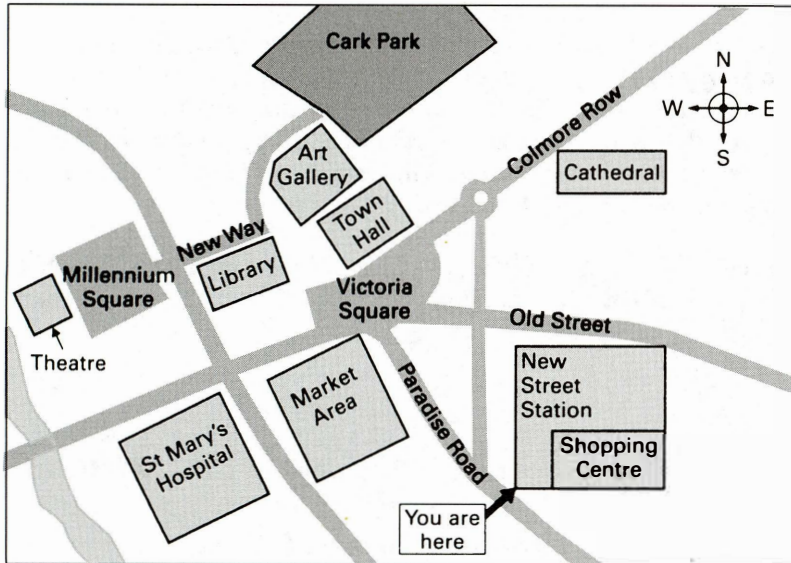 Cark Park
N
W E
S
Colmore Row
Art
Gallery
Cathedral
Town
Hall
New Way
Library
Millennium
Square
Victoria
Square
Old Street
Theatre
New
Street
Station
Market
Area
Paradise Road
St Mary's
Hospital
Shopping
Centre
You are
here